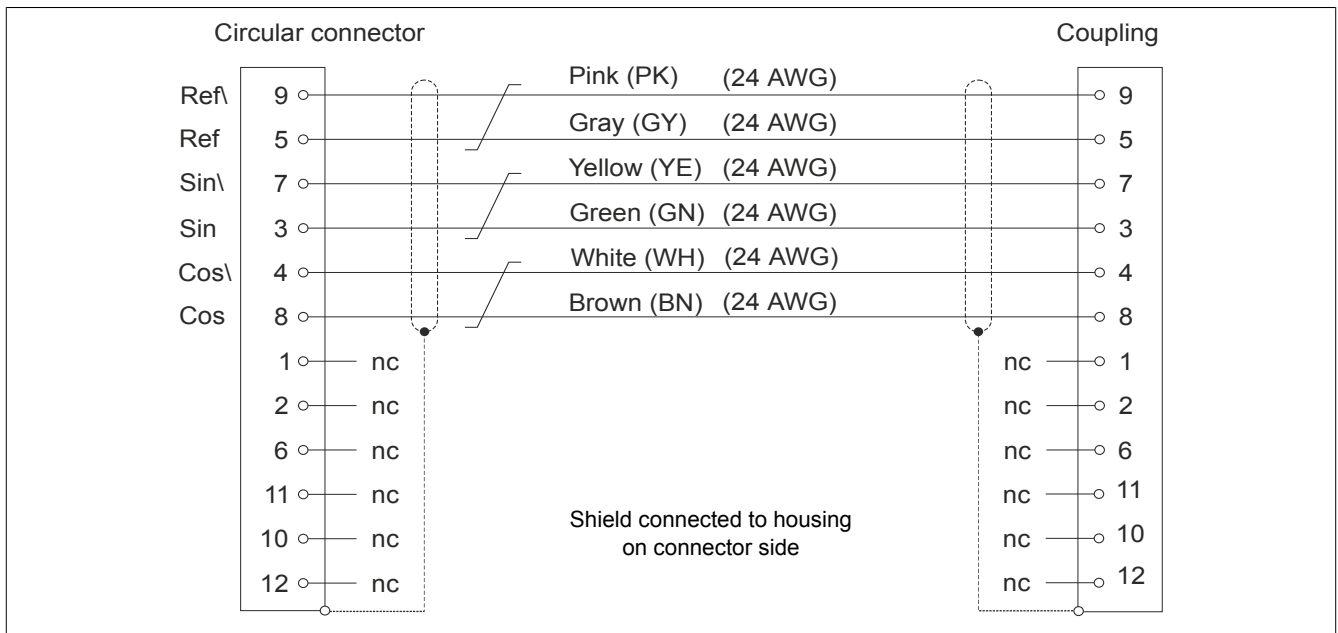 Circular connector Coupling
Ref\ 9 Pink (PK) (24 AWG) 9
Ref 5 Gray (GY) (24 AWG) 5
Sin\ 7 Yellow (YE) (24 AWG) 7
Sin 3 Green (GN) (24 AWG) 3
Cos\ 4 White (WH) (24 AWG) 4
Cos 8 Brown (BN) (24 AWG) 8
1 nc nc 1
2 nc nc 2
6 nc nc 6
11 nc nc 11
10 nc nc 10
12 nc nc 12
Shield connected to housing
on connector side